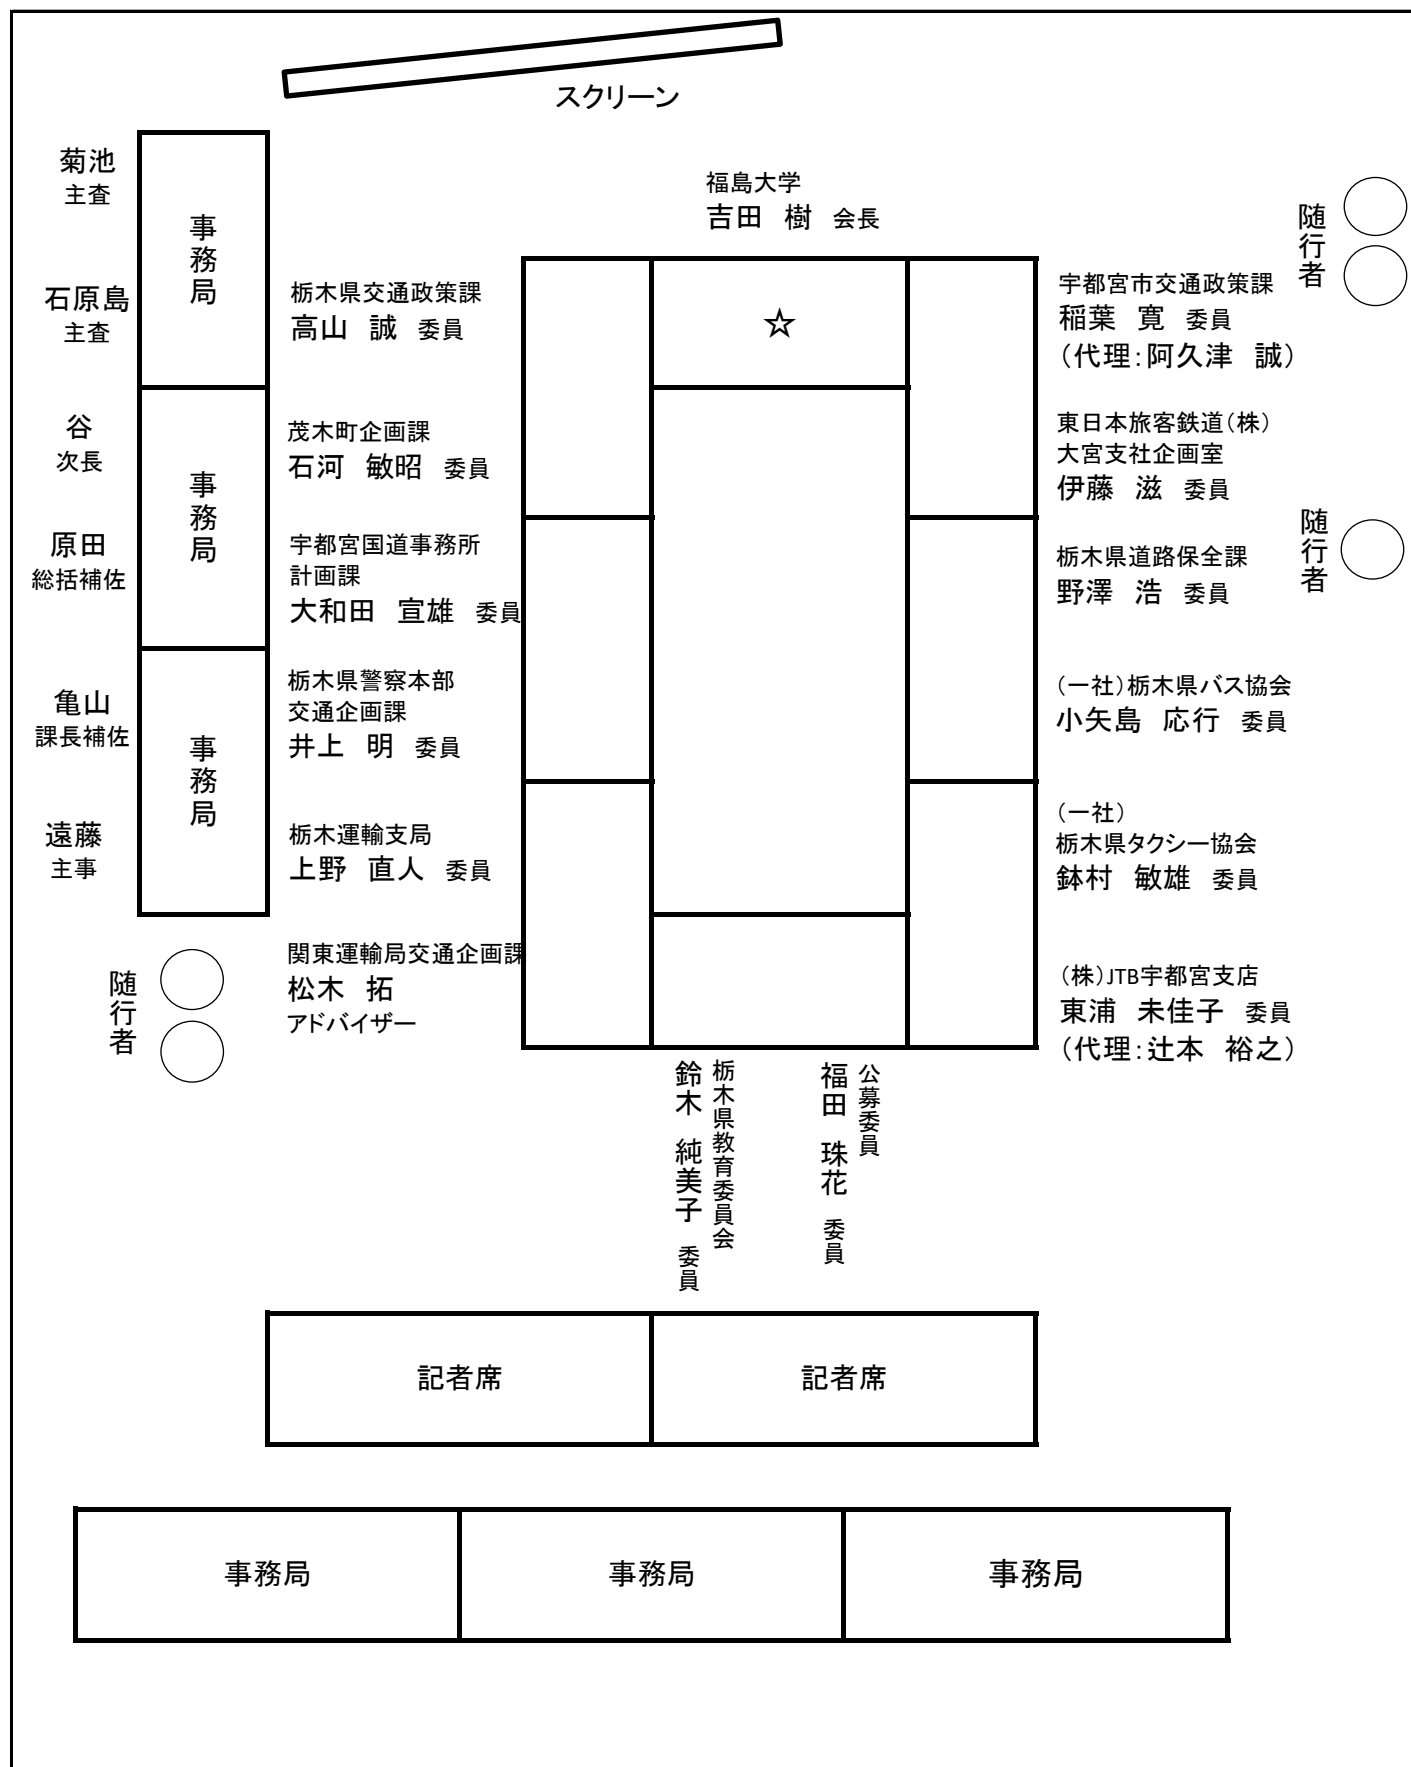 スクリーン
菊池
主査
石原島
主査
谷
次長
原田
総括補佐
亀山
課長補佐
遠藤
主事
事務局
事務局
事務局
随行者
福島大学
吉田　樹　会長
☆
栃木県交通政策課
高山　誠　委員
茂木町企画課
石河　敏昭　委員
宇都宮国道事務所
計画課
大和田　宣雄　委員
栃木県警察本部
交通企画課
井上　明　委員
栃木運輸支局
上野　直人　委員
関東運輸局交通企画課
松木　拓
アドバイザー
宇都宮市交通政策課
稲葉　寛　委員
（代理：阿久津　誠）
東日本旅客鉄道（株）
大宮支社企画室
伊藤　滋　委員
栃木県道路保全課
野澤　浩　委員
（一社）栃木県バス協会
小矢島　応行　委員
（一社）
栃木県タクシー協会
鉢村　敏雄　委員
（株）JTB宇都宮支店
東浦　未佳子　委員
（代理：辻本　裕之）
随行者
随行者
公募委員
福田　珠花　委員
栃木県教育委員会
鈴木　純美子　委員
記者席
記者席
事務局
事務局
事務局